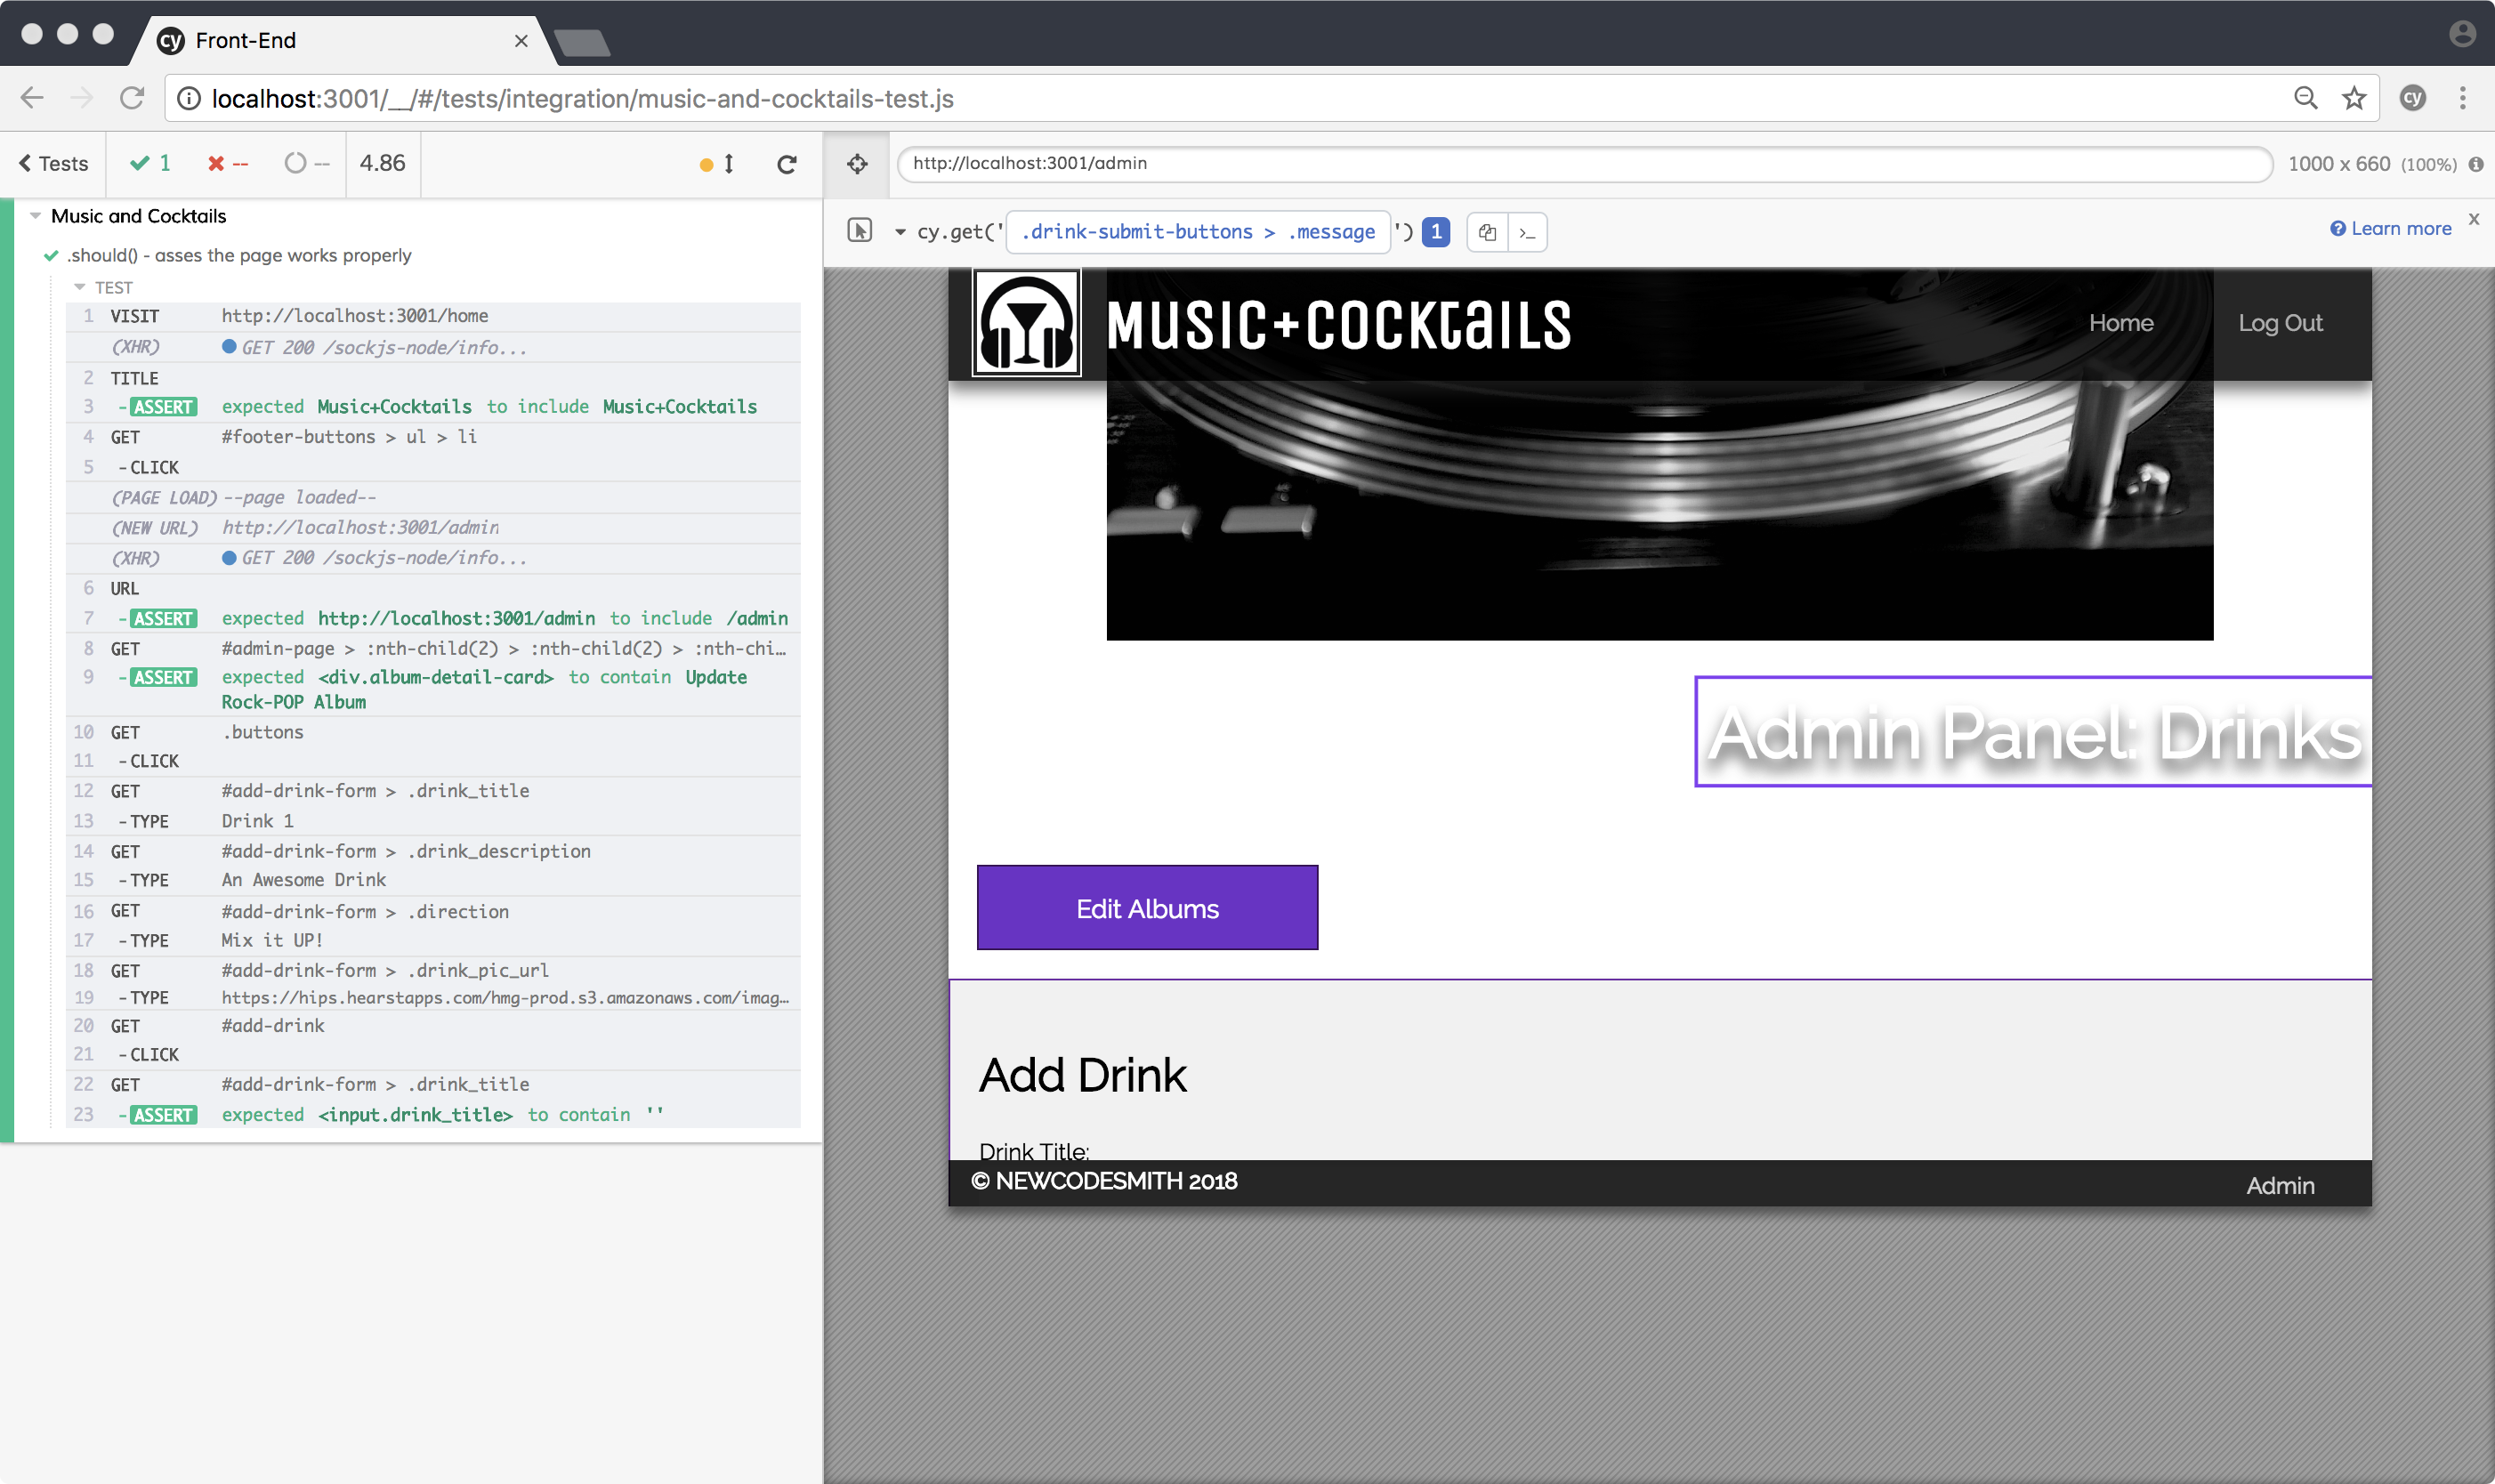 cy Front-End
localhost:3001/__/#/tests/integration/music-and-cocktails-test.js
cy
Tests 1 -- -- 4.86
http://localhost:3001/admin
1000 x 660 (100%)
cy.get('.drink-submit-buttons > .message') 1
Learn more x
Music and Cocktails
.should() - asses the page works properly
TEST
1 VISIT http://localhost:3001/home
(XHR) GET 200 /sockjs-node/info...
2 TITLE
3 -ASSERT expected Music+Cocktails to include Music+Cocktails
4 GET #footer-buttons > ul > li
5 -CLICK
(PAGE LOAD) --page loaded--
(NEW URL) http://localhost:3001/admin
(XHR) GET 200 /sockjs-node/info...
6 URL
7 -ASSERT expected http://localhost:3001/admin to include /admin
8 GET #admin-page > :nth-child(2) > :nth-child(2) > :nth-chi…
9 -ASSERT expected <div.album-detail-card> to contain Update
Rock-POP Album
10 GET .buttons
11 -CLICK
12 GET #add-drink-form > .drink_title
13 -TYPE Drink 1
14 GET #add-drink-form > .drink_description
15 -TYPE An Awesome Drink
16 GET #add-drink-form > .direction
17 -TYPE Mix it UP!
18 GET #add-drink-form > .drink_pic_url
19 -TYPE https://hips.hearstapps.com/hmg-prod.s3.amazonaws.com/imag…
20 GET #add-drink
21 -CLICK
22 GET #add-drink-form > .drink_title
23 -ASSERT expected <input.drink_title> to contain ''
MUSIC+COCKtaILS
Home Log Out
Admin Panel: Drinks
Edit Albums
Add Drink
Drink Title:
© NEWCODESMITH 2018
Admin